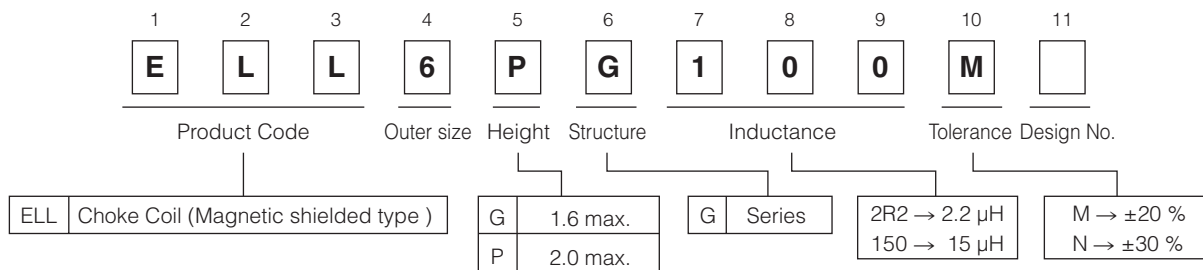 1 2 3 4 5 6 7 8 9 10 11
E L L 6 P G 1 0 0 M
Product Code Outer size Height Structure Inductance Tolerance Design No.
ELL Choke Coil (Magnetic shielded type )
G 1.6 max.
P 2.0 max.
G Series
2R2 → 2.2 µH
150 → 15 µH
M → ±20 %
N → ±30 %